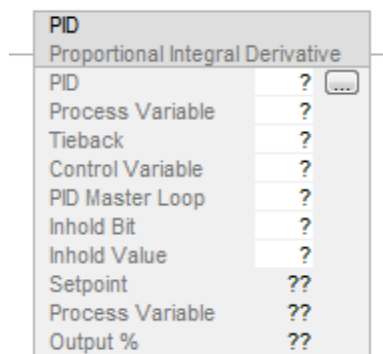 PID
Proportional Integral Derivative
PID ? ...
Process Variable ?
Tieback ?
Control Variable ?
PID Master Loop ?
Inhold Bit ?
Inhold Value ?
Setpoint ??
Process Variable ??
Output % ??